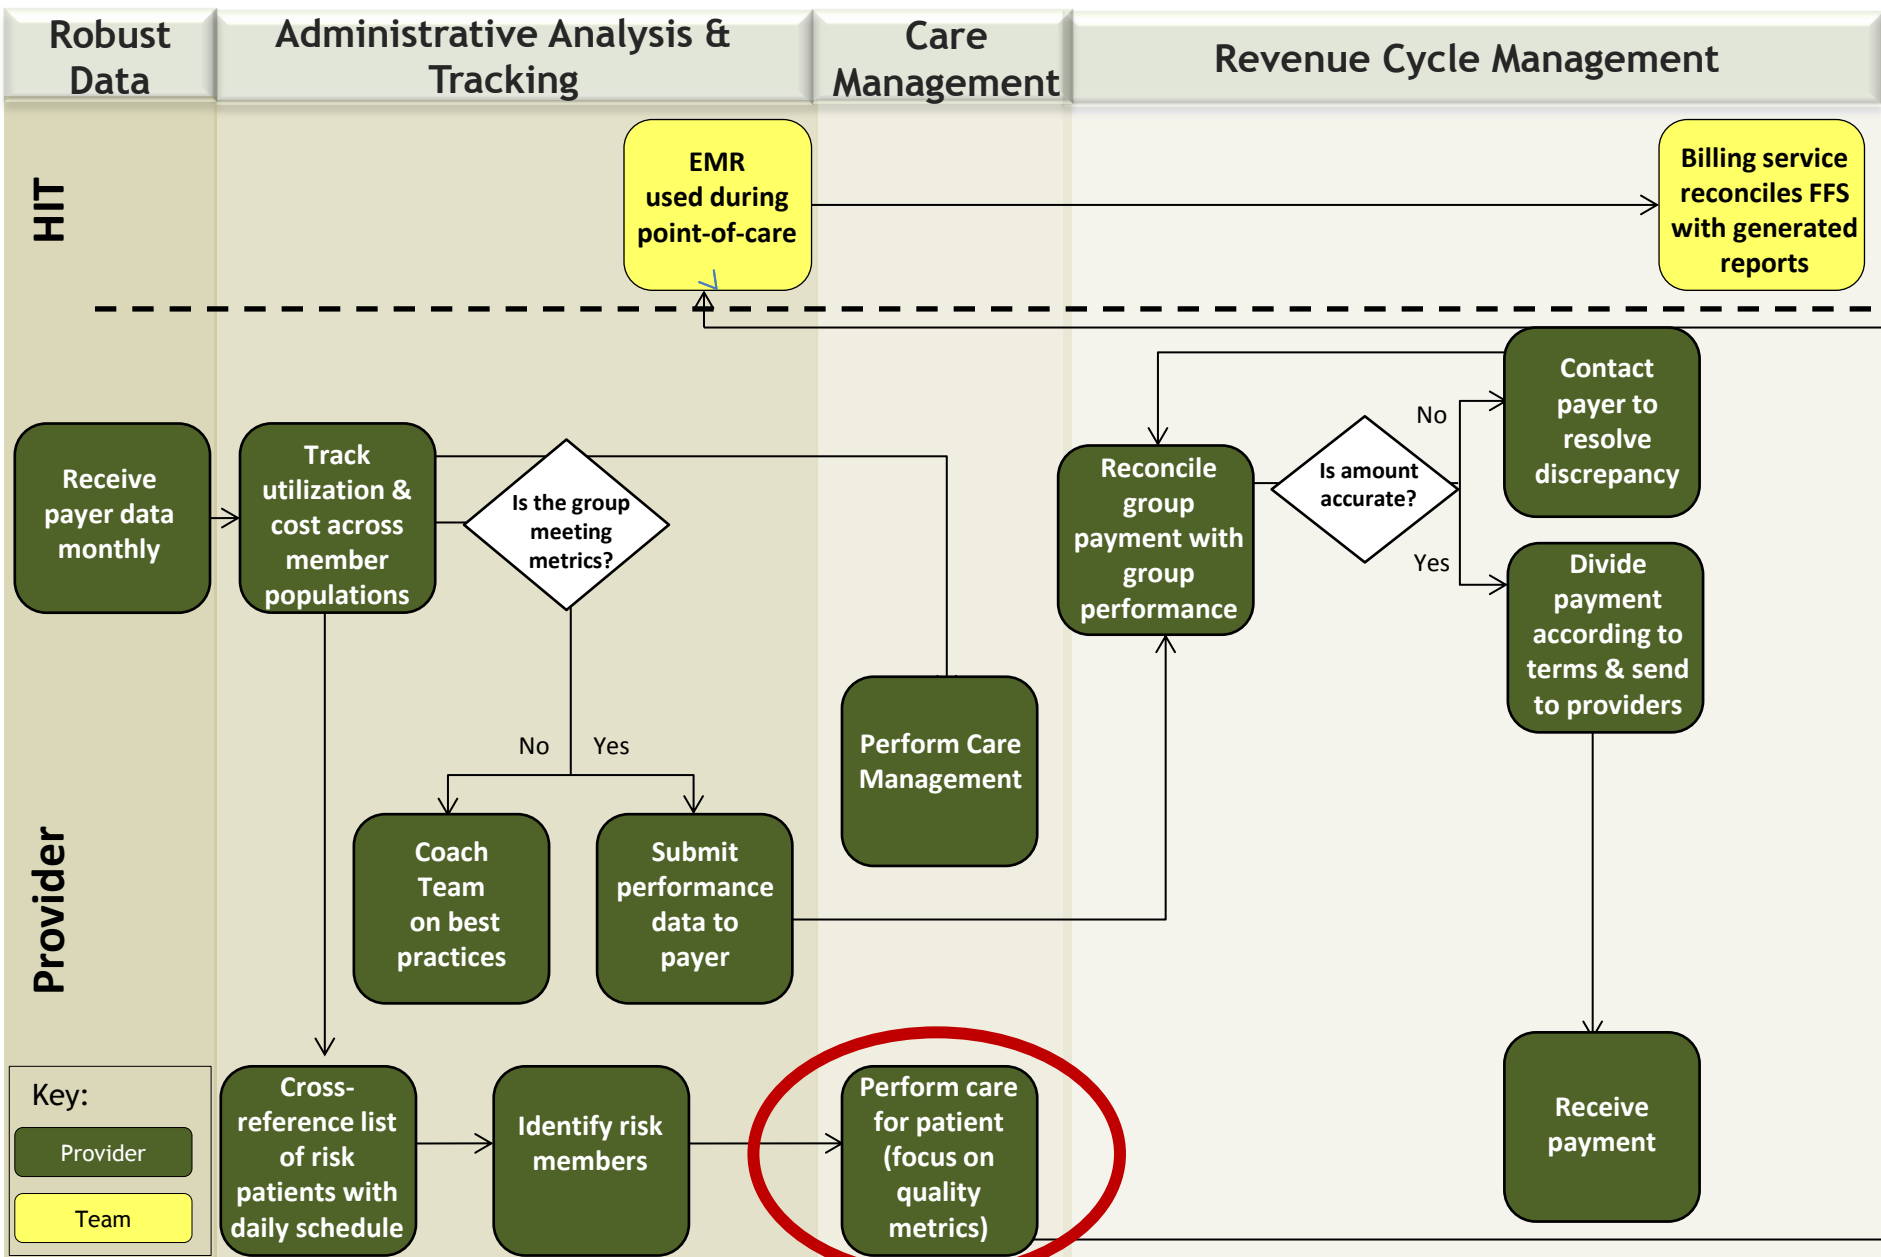 Robust
Data
Administrative Analysis &
Tracking
Care
Management
Revenue Cycle Management
HIT
EMR
used during
point-of-care
Billing service
reconciles FFS
with generated
reports
Provider
Receive
payer data
monthly
Track
utilization &
cost across
member
populations
Is the group
meeting
metrics?
No
Yes
Coach
Team
on best
practices
Submit
performance
data to
payer
Perform Care
Management
Reconcile
group
payment with
group
performance
Is amount
accurate?
No
Yes
Contact
payer to
resolve
discrepancy
Divide
payment
according to
terms & send
to providers
Receive
payment
Cross-
reference list
of risk
patients with
daily schedule
Identify risk
members
Perform care
for patient
(focus on
quality
metrics)
Key:
Provider
Team